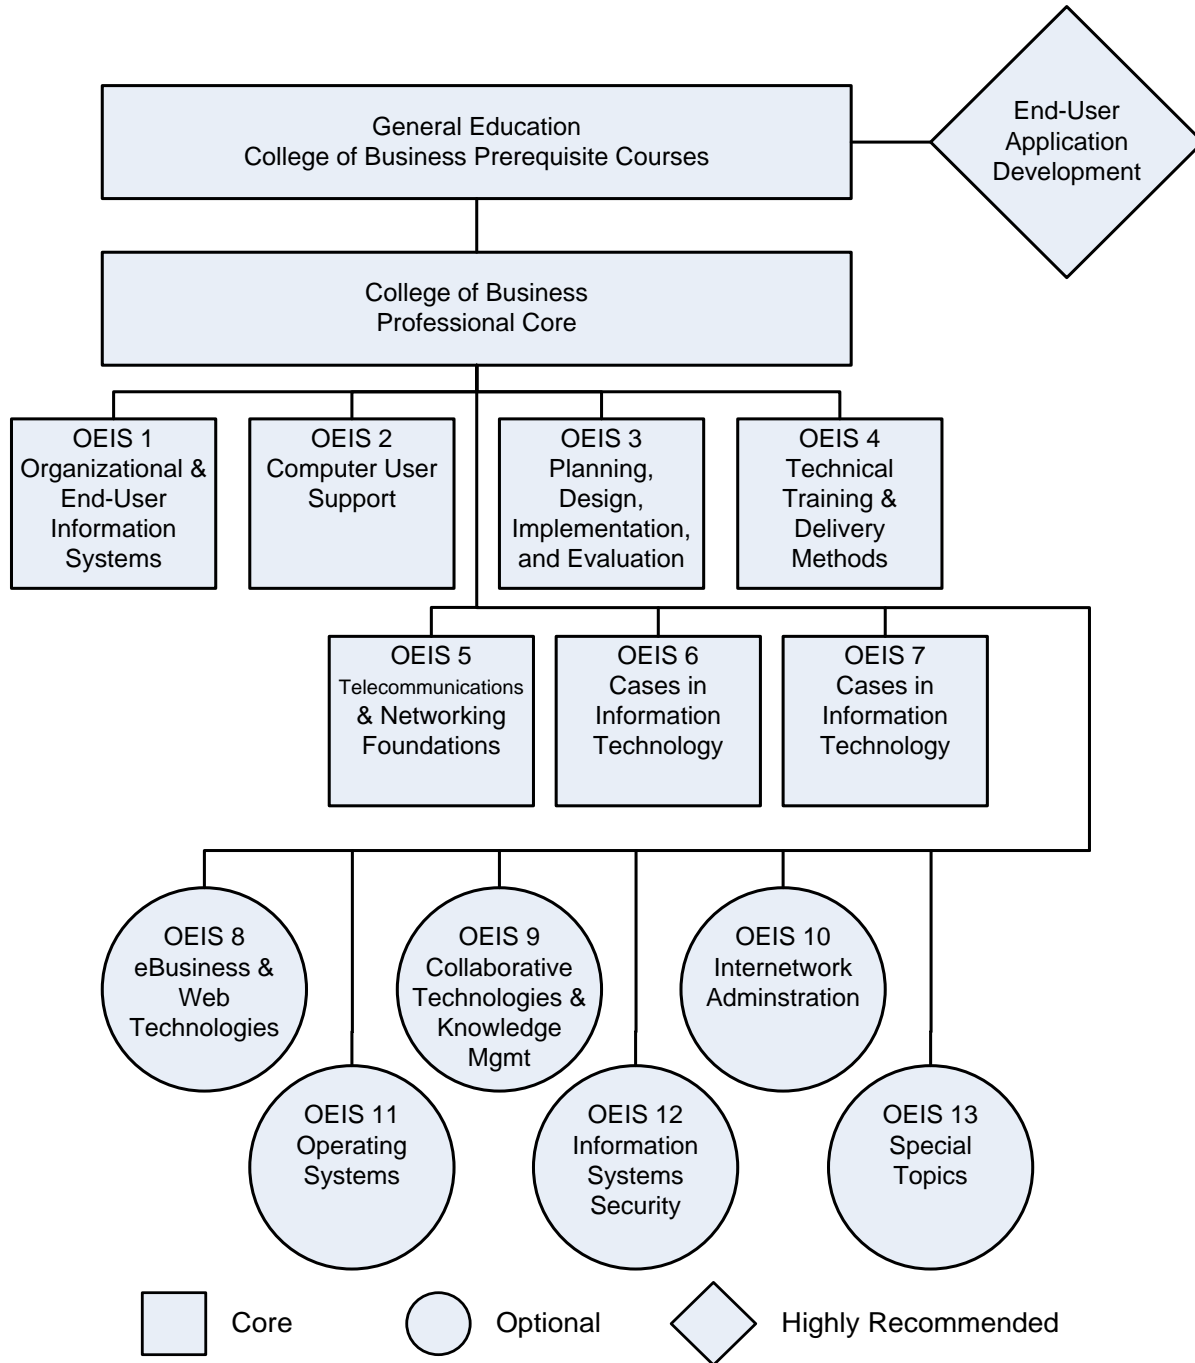 General Education
College of Business Prerequisite Courses
End-User
Application
Development
College of Business
Professional Core
OEIS 1
Organizational &
End-User
Information
Systems
OEIS 2
Computer User
Support
OEIS 3
Planning,
Design,
Implementation,
and Evaluation
OEIS 4
Technical
Training &
Delivery
Methods
OEIS 5
Telecommunications
& Networking
Foundations
OEIS 6
Cases in
Information
Technology
OEIS 7
Cases in
Information
Technology
OEIS 8
eBusiness &
Web
Technologies
OEIS 9
Collaborative
Technologies &
Knowledge
Mgmt
OEIS 10
Internetwork
Adminstration
OEIS 11
Operating
Systems
OEIS 12
Information
Systems
Security
OEIS 13
Special
Topics
Core
Optional
Highly Recommended